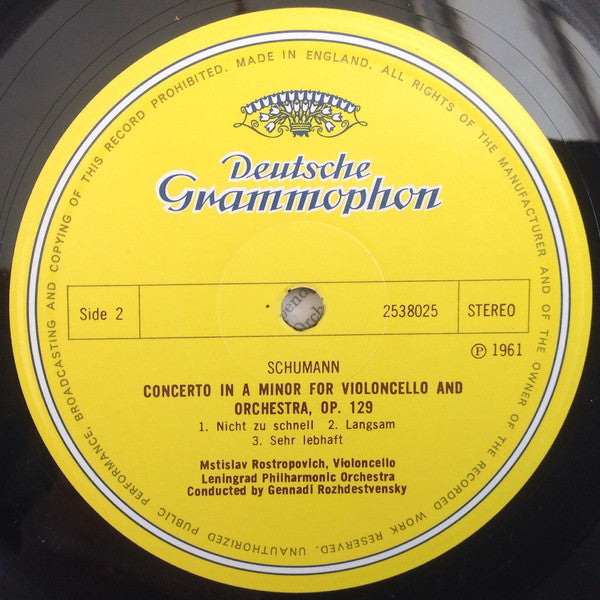 ALL RIGHTS OF THE MANUFACTURER AND OF THE OWNER OF THE RECORDED WORK RESERVED. UNAUTHORIZED PUBLIC PERFORMANCE, BROADCASTING AND COPYING OF THIS RECORD PROHIBITED. MADE IN ENGLAND.
Deutsche
Grammophon
Side 2
2538025
STEREO
℗ 1961
SCHUMANN
CONCERTO IN A MINOR FOR VIOLONCELLO AND
ORCHESTRA, OP. 129
1. Nicht zu schnell 2. Langsam
3. Sehr lebhaft
Mstislav Rostropovich, Violoncello
Leningrad Philharmonic Orchestra
Conducted by Gennadi Rozhdestvensky